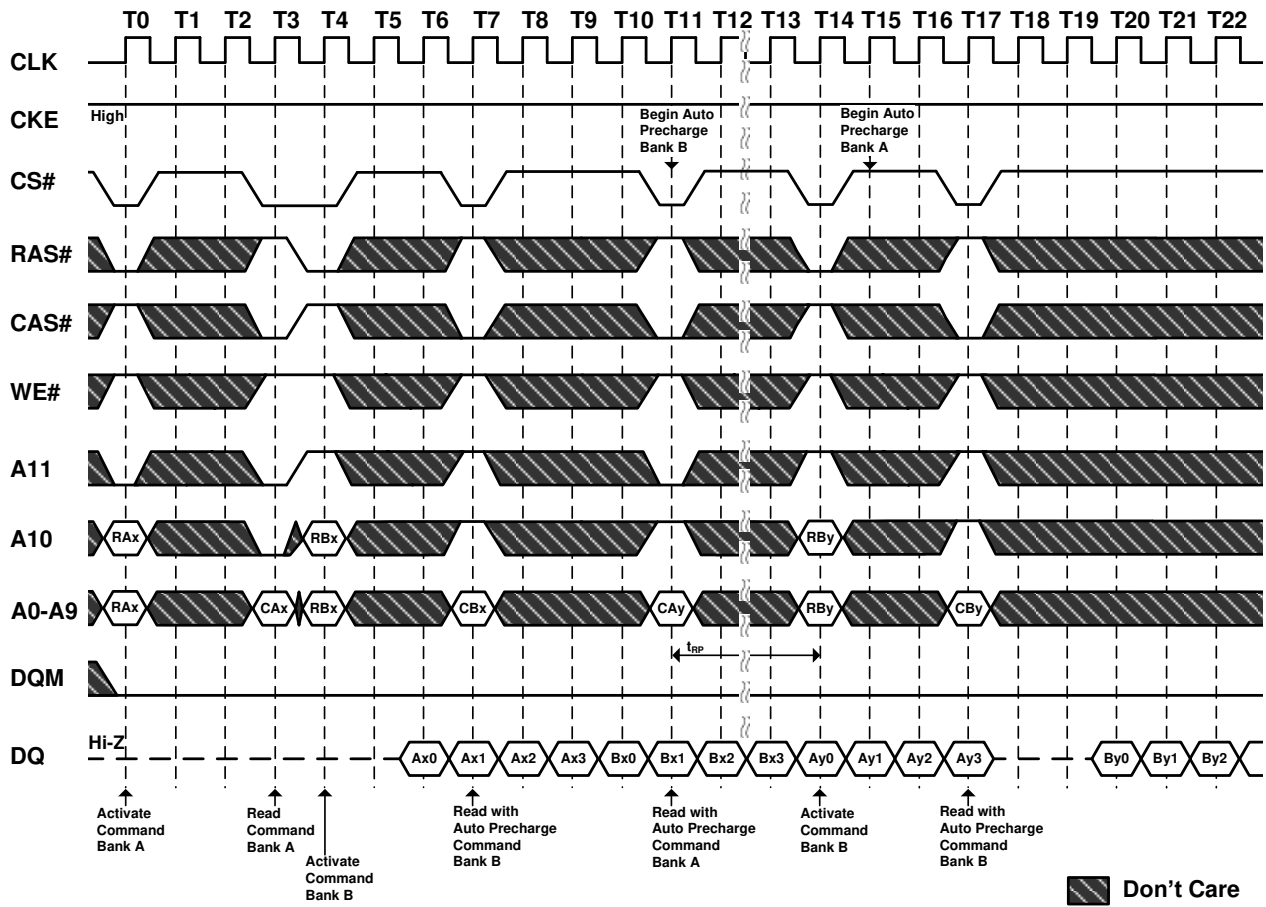 T0 T1 T2 T3 T4 T5 T6 T7 T8 T9 T10 T11 T12 T13 T14 T15 T16 T17 T18 T19 T20 T21 T22
CLK
CKE
High
Begin Auto
Precharge
Bank B
Begin Auto
Precharge
Bank A
CS#
RAS#
CAS#
WE#
A11
A10
RAx RBx RBy
A0-A9
RAx CAx RBx CBx CAy RBy CBy
tRP
DQM
Hi-Z
DQ
Ax0 Ax1 Ax2 Ax3 Bx0 Bx1 Bx2 Bx3 Ay0 Ay1 Ay2 Ay3 By0 By1 By2
Activate
Command
Bank A
Read
Command
Bank A
Activate
Command
Bank B
Read with
Auto Precharge
Command
Bank B
Read with
Auto Precharge
Command
Bank A
Activate
Command
Bank B
Read with
Auto Precharge
Command
Bank B
Don't Care